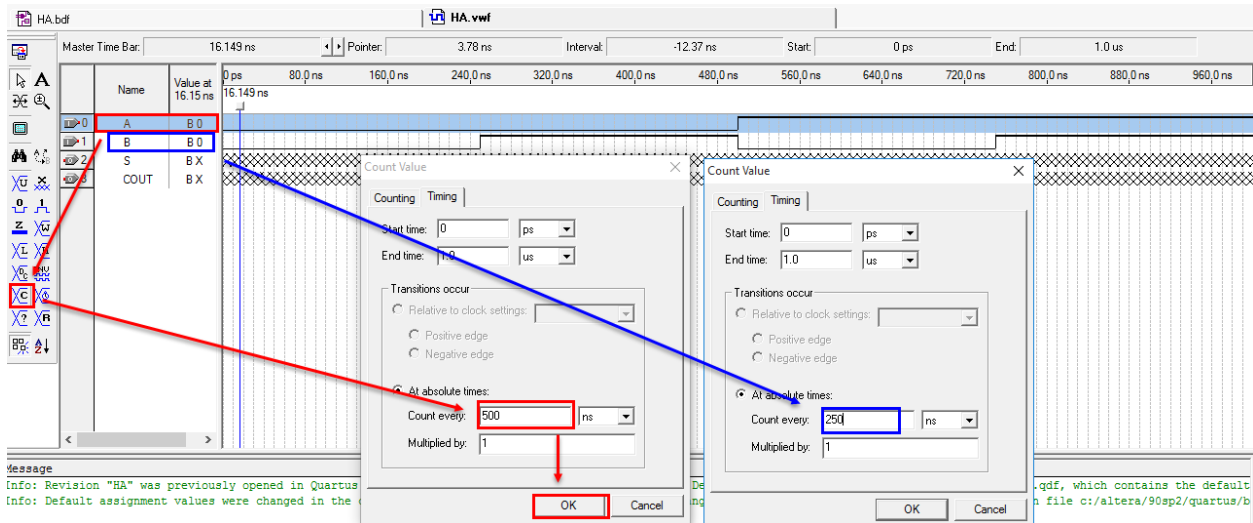 HA.bdf
HA.vwf
Master Time Bar: 16.149 ns Pointer: 3.78 ns Interval: -12.37 ns Start: 0 ps End: 1.0 us
A
Name
Value at
16.15 ns
0 ps 80.0 ns 160.0 ns 240.0 ns 320.0 ns 400.0 ns 480.0 ns 560.0 ns 640.0 ns 720.0 ns 800.0 ns 880.0 ns 960.0 ns
16.149 ns
0 A B 0
1 B B 0
2 S B X
COUT B X
Count Value
Counting Timing
Start time: 0 ps
End time: 1.0 us
Transitions occur
Relative to clock settings:
Positive edge
Negative edge
At absolute times:
Count every: 500 ns
Multiplied by: 1
OK Cancel
Count Value
Counting Timing
Start time: 0 ps
End time: 1.0 us
Transitions occur
Relative to clock settings:
Positive edge
Negative edge
At absolute times:
Count every: 250 ns
Multiplied by: 1
OK Cancel
Message
Info: Revision "HA" was previously opened in Quartus .qdf, which contains the default
Info: Default assignment values were changed in the file c:/altera/90sp2/quartus/b